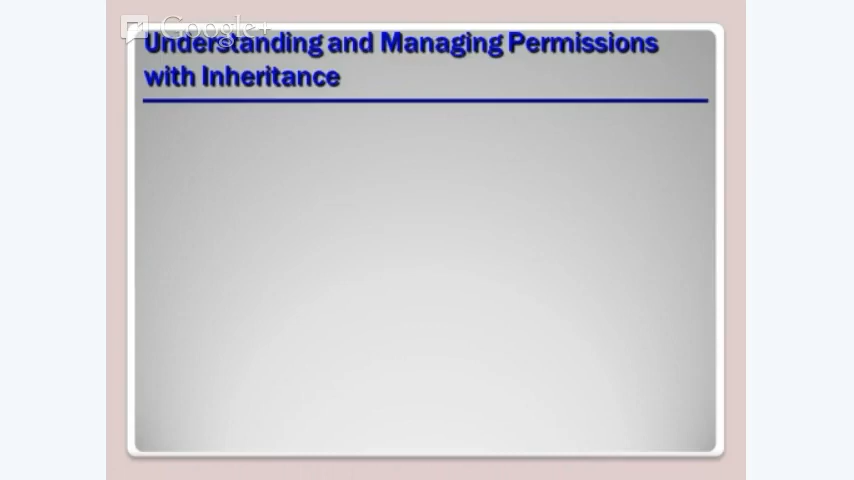 Google+
Understanding and Managing Permissions
with Inheritance